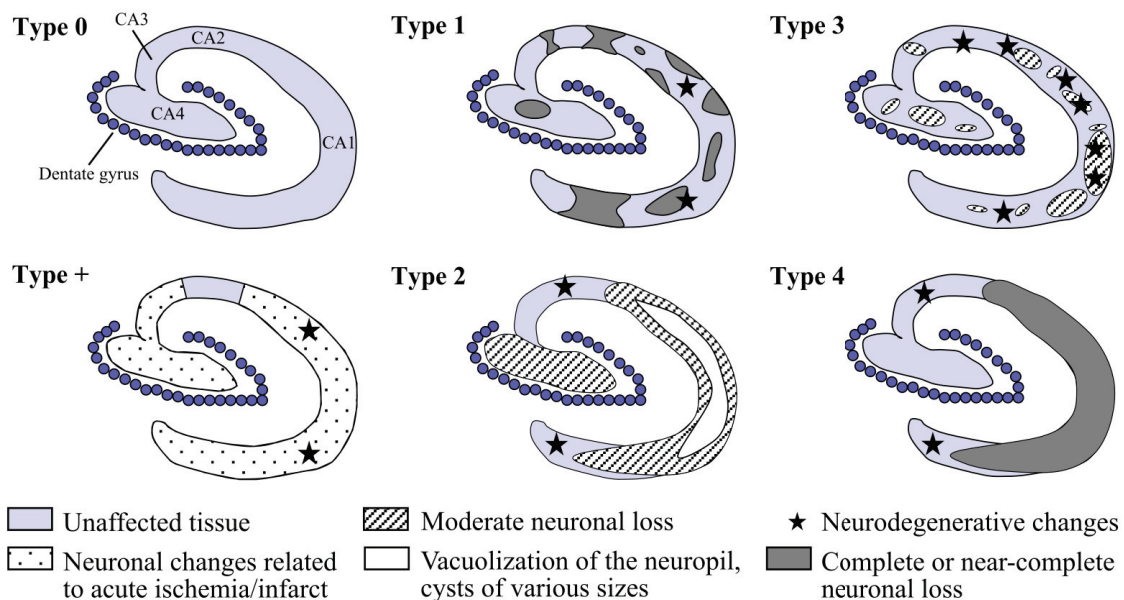 Type 0
CA3
CA2
CA4
CA1
Dentate gyrus
Type 1
Type 3
Type +
Type 2
Type 4
Unaffected tissue
Neuronal changes related
to acute ischemia/infarct
Moderate neuronal loss
Vacuolization of the neuropil,
cysts of various sizes
Neurodegenerative changes
Complete or near-complete
neuronal loss